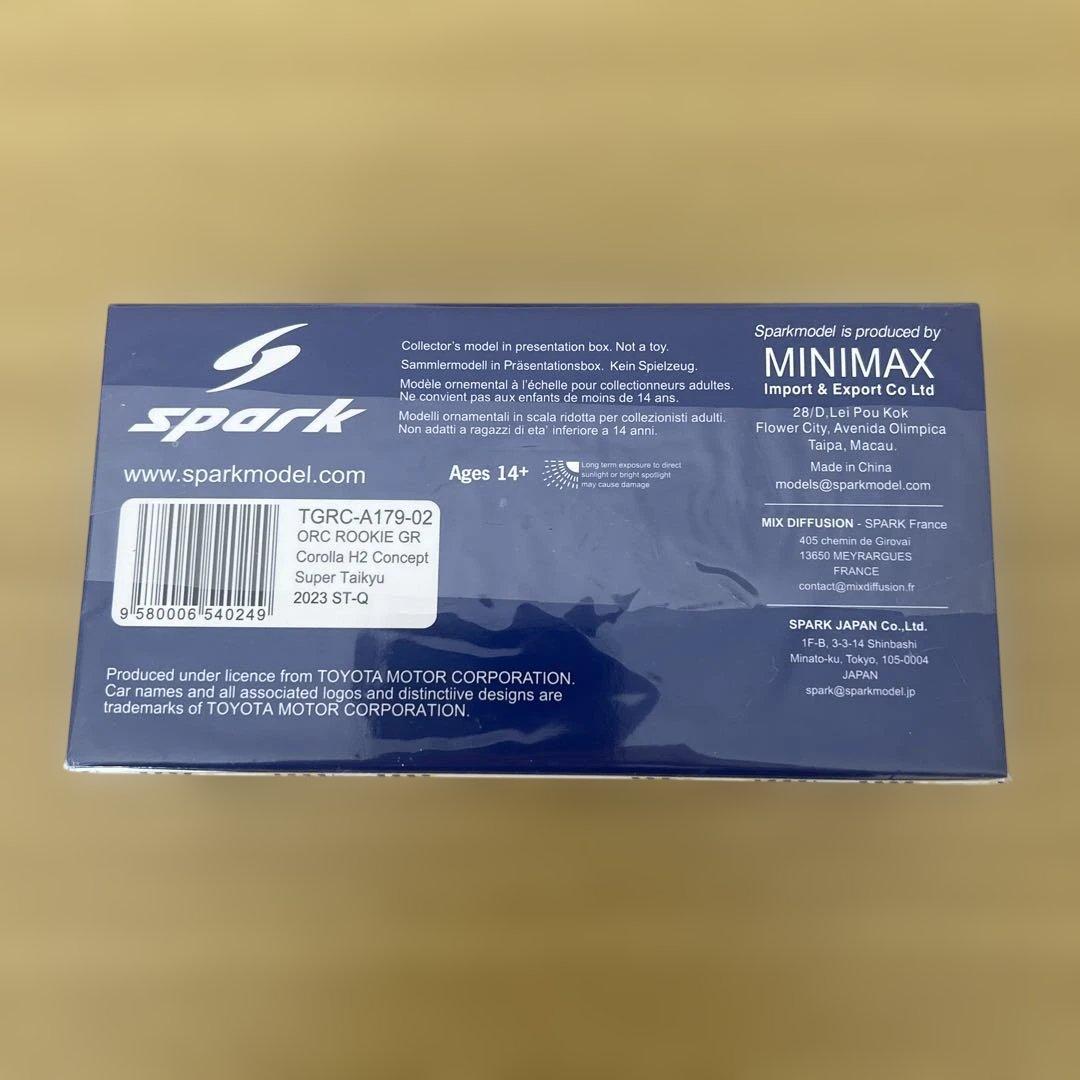 spark
www.sparkmodel.com
Collector's model in presentation box. Not a toy.
Sammlermodell in Präsentationsbox. Kein Spielzeug.
Modèle ornemental à l'échelle pour collectionneurs adultes.
Ne convient pas aux enfants de moins de 14 ans.
Modelli ornamentali in scala ridotta per collezionisti adulti.
Non adatti a ragazzi di eta' inferiore a 14 anni.
Ages 14+
Long term exposure to direct
sunlight or bright spotlight
may cause damage
TGRC-A179-02
ORC ROOKIE GR
Corolla H2 Concept
Super Taikyu
2023 ST-Q
9 580006 540249
Produced under licence from TOYOTA MOTOR CORPORATION.
Car names and all associated logos and distinctiive designs are
trademarks of TOYOTA MOTOR CORPORATION.
Sparkmodel is produced by
MINIMAX
Import & Export Co Ltd
28/D,Lei Pou Kok
Flower City, Avenida Olimpica
Taipa, Macau.
Made in China
models@sparkmodel.com
MIX DIFFUSION - SPARK France
405 chemin de Girovai
13650 MEYRARGUES
FRANCE
contact@mixdiffusion.fr
SPARK JAPAN Co.,Ltd.
1F-B, 3-3-14 Shinbashi
Minato-ku, Tokyo, 105-0004
JAPAN
spark@sparkmodel.jp